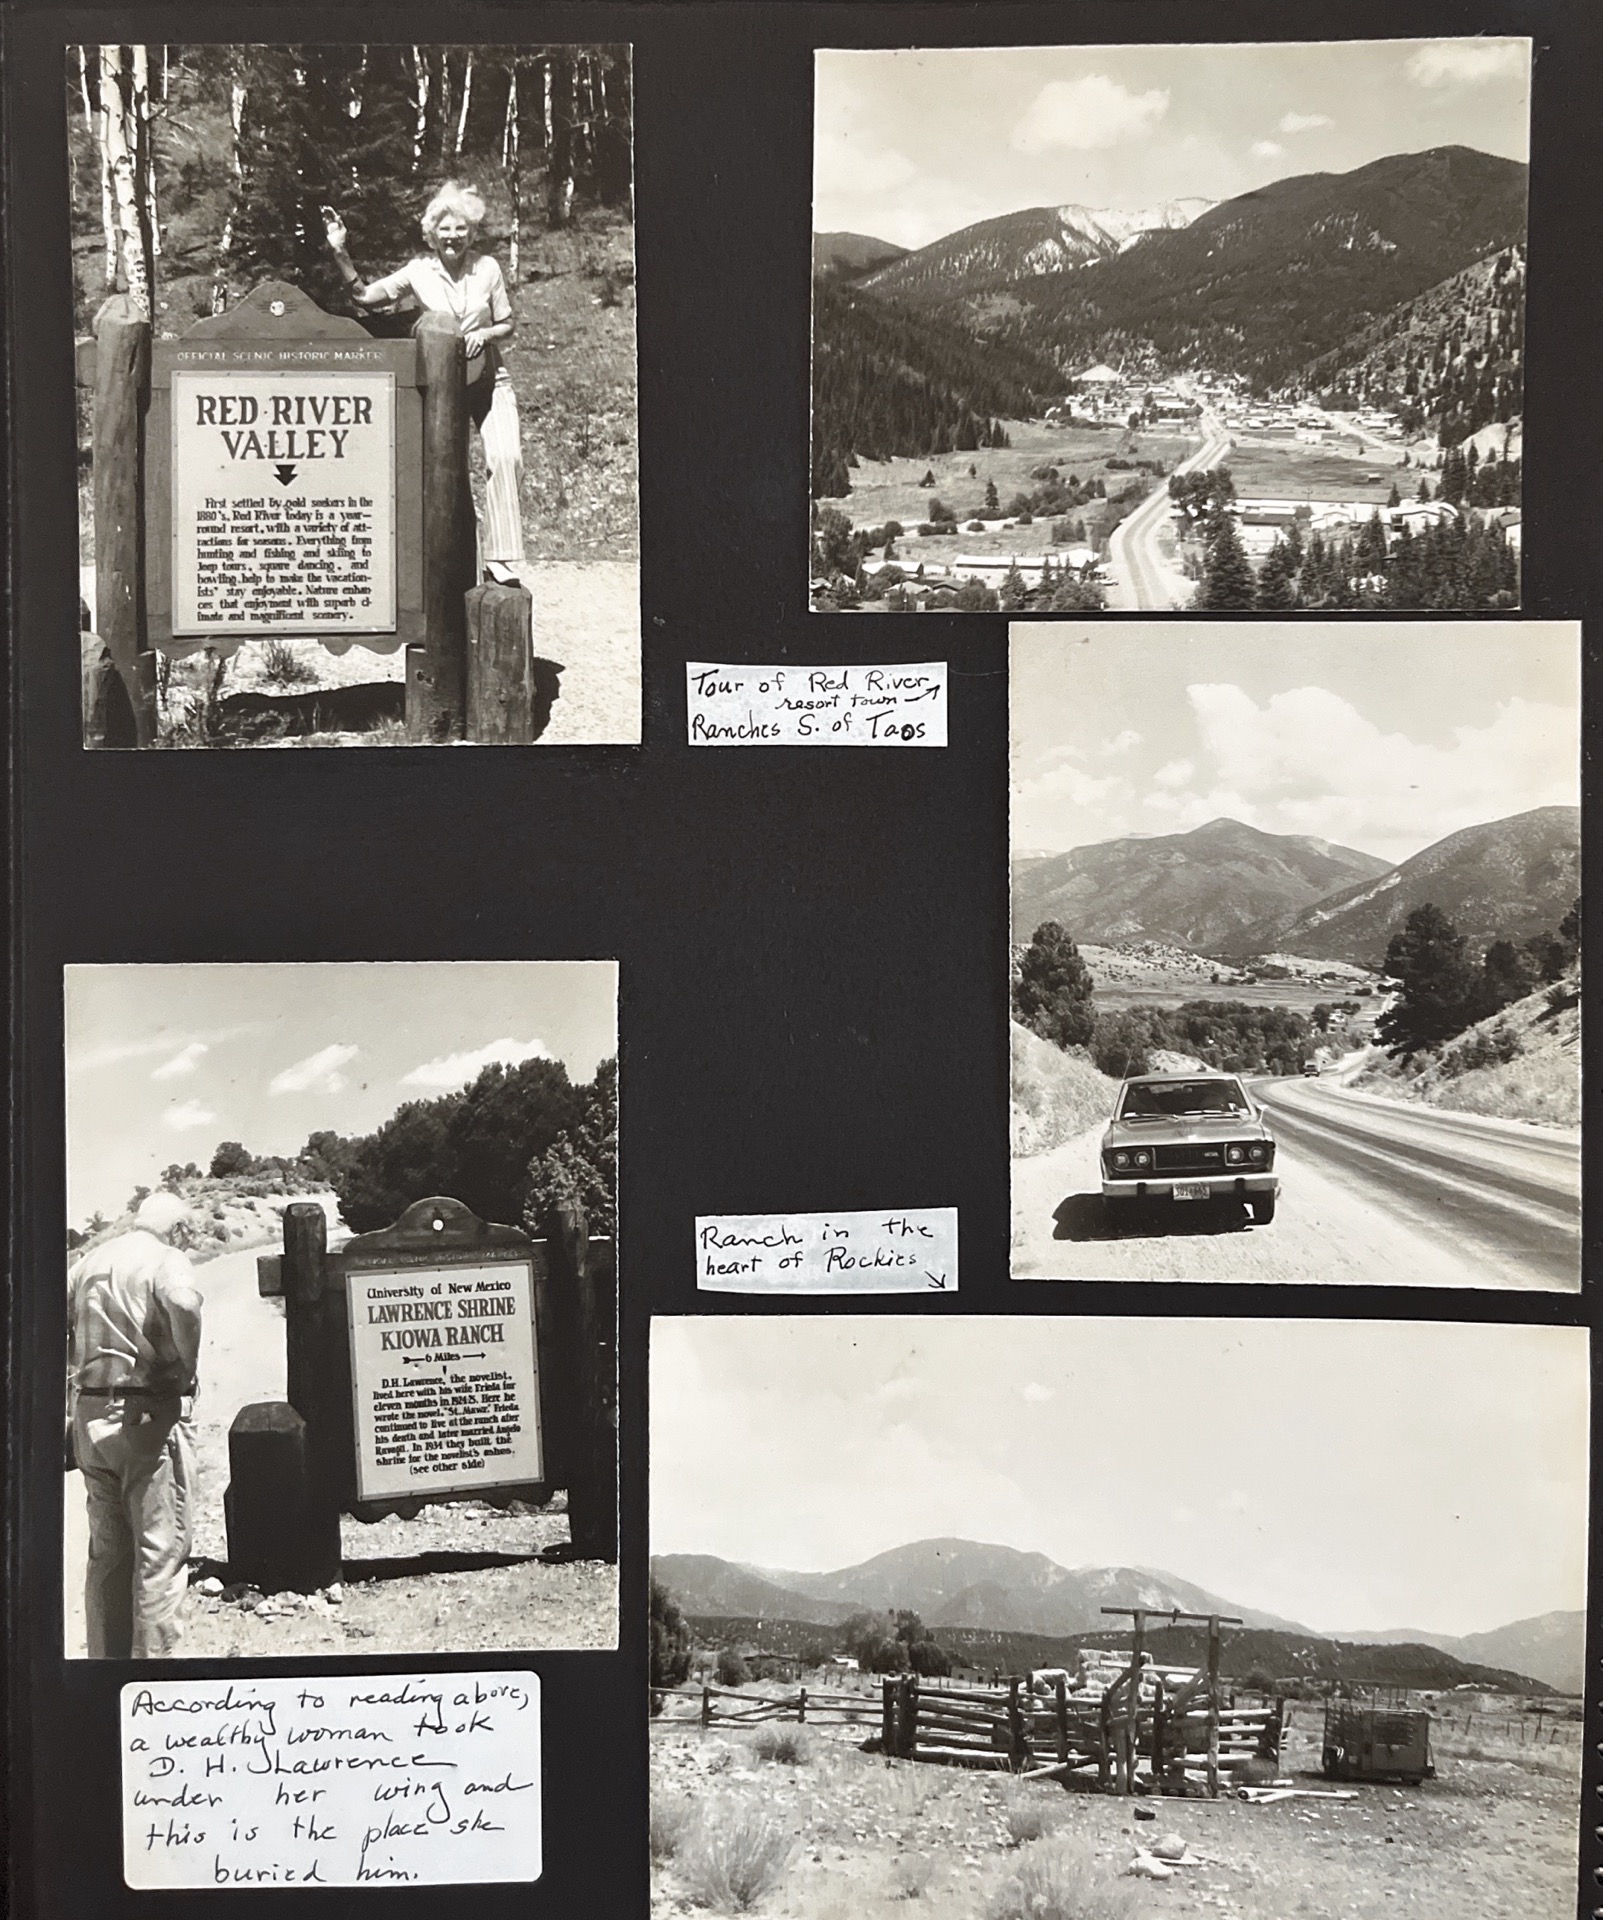 OFFICIAL SCENIC HISTORIC MARKER
RED RIVER
VALLEY
First settled by gold seekers in the
1880's, Red River today is a year-
round resort, with a variety of att-
ractions for seasons. Everything from
hunting and fishing and skiing to
Jeep tours, square dancing, and
bowling help to make the vacation-
ists' stay enjoyable. Nature enhan
ces that enjoyment with superb cl-
imate and magnificent scenery.
Tour of Red River
resort town
Ranches S. of Taos
University of New Mexico
LAWRENCE SHRINE
KIOWA RANCH
6 Miles
D.H. Lawrence, the novelist,
lived here with his wife Frieda for
eleven months in 1924-25. Here he
wrote the novel, "St. Mawr." Frieda
continued to live at the ranch after
his death and later married Angelo
Ravagli. In 1934 they built the
shrine for the novelist's ashes.
(see other side)
Ranch in the
heart of Rockies
According to reading above,
a wealthy woman took
D. H. Lawrence
under her wing and
this is the place she
buried him.